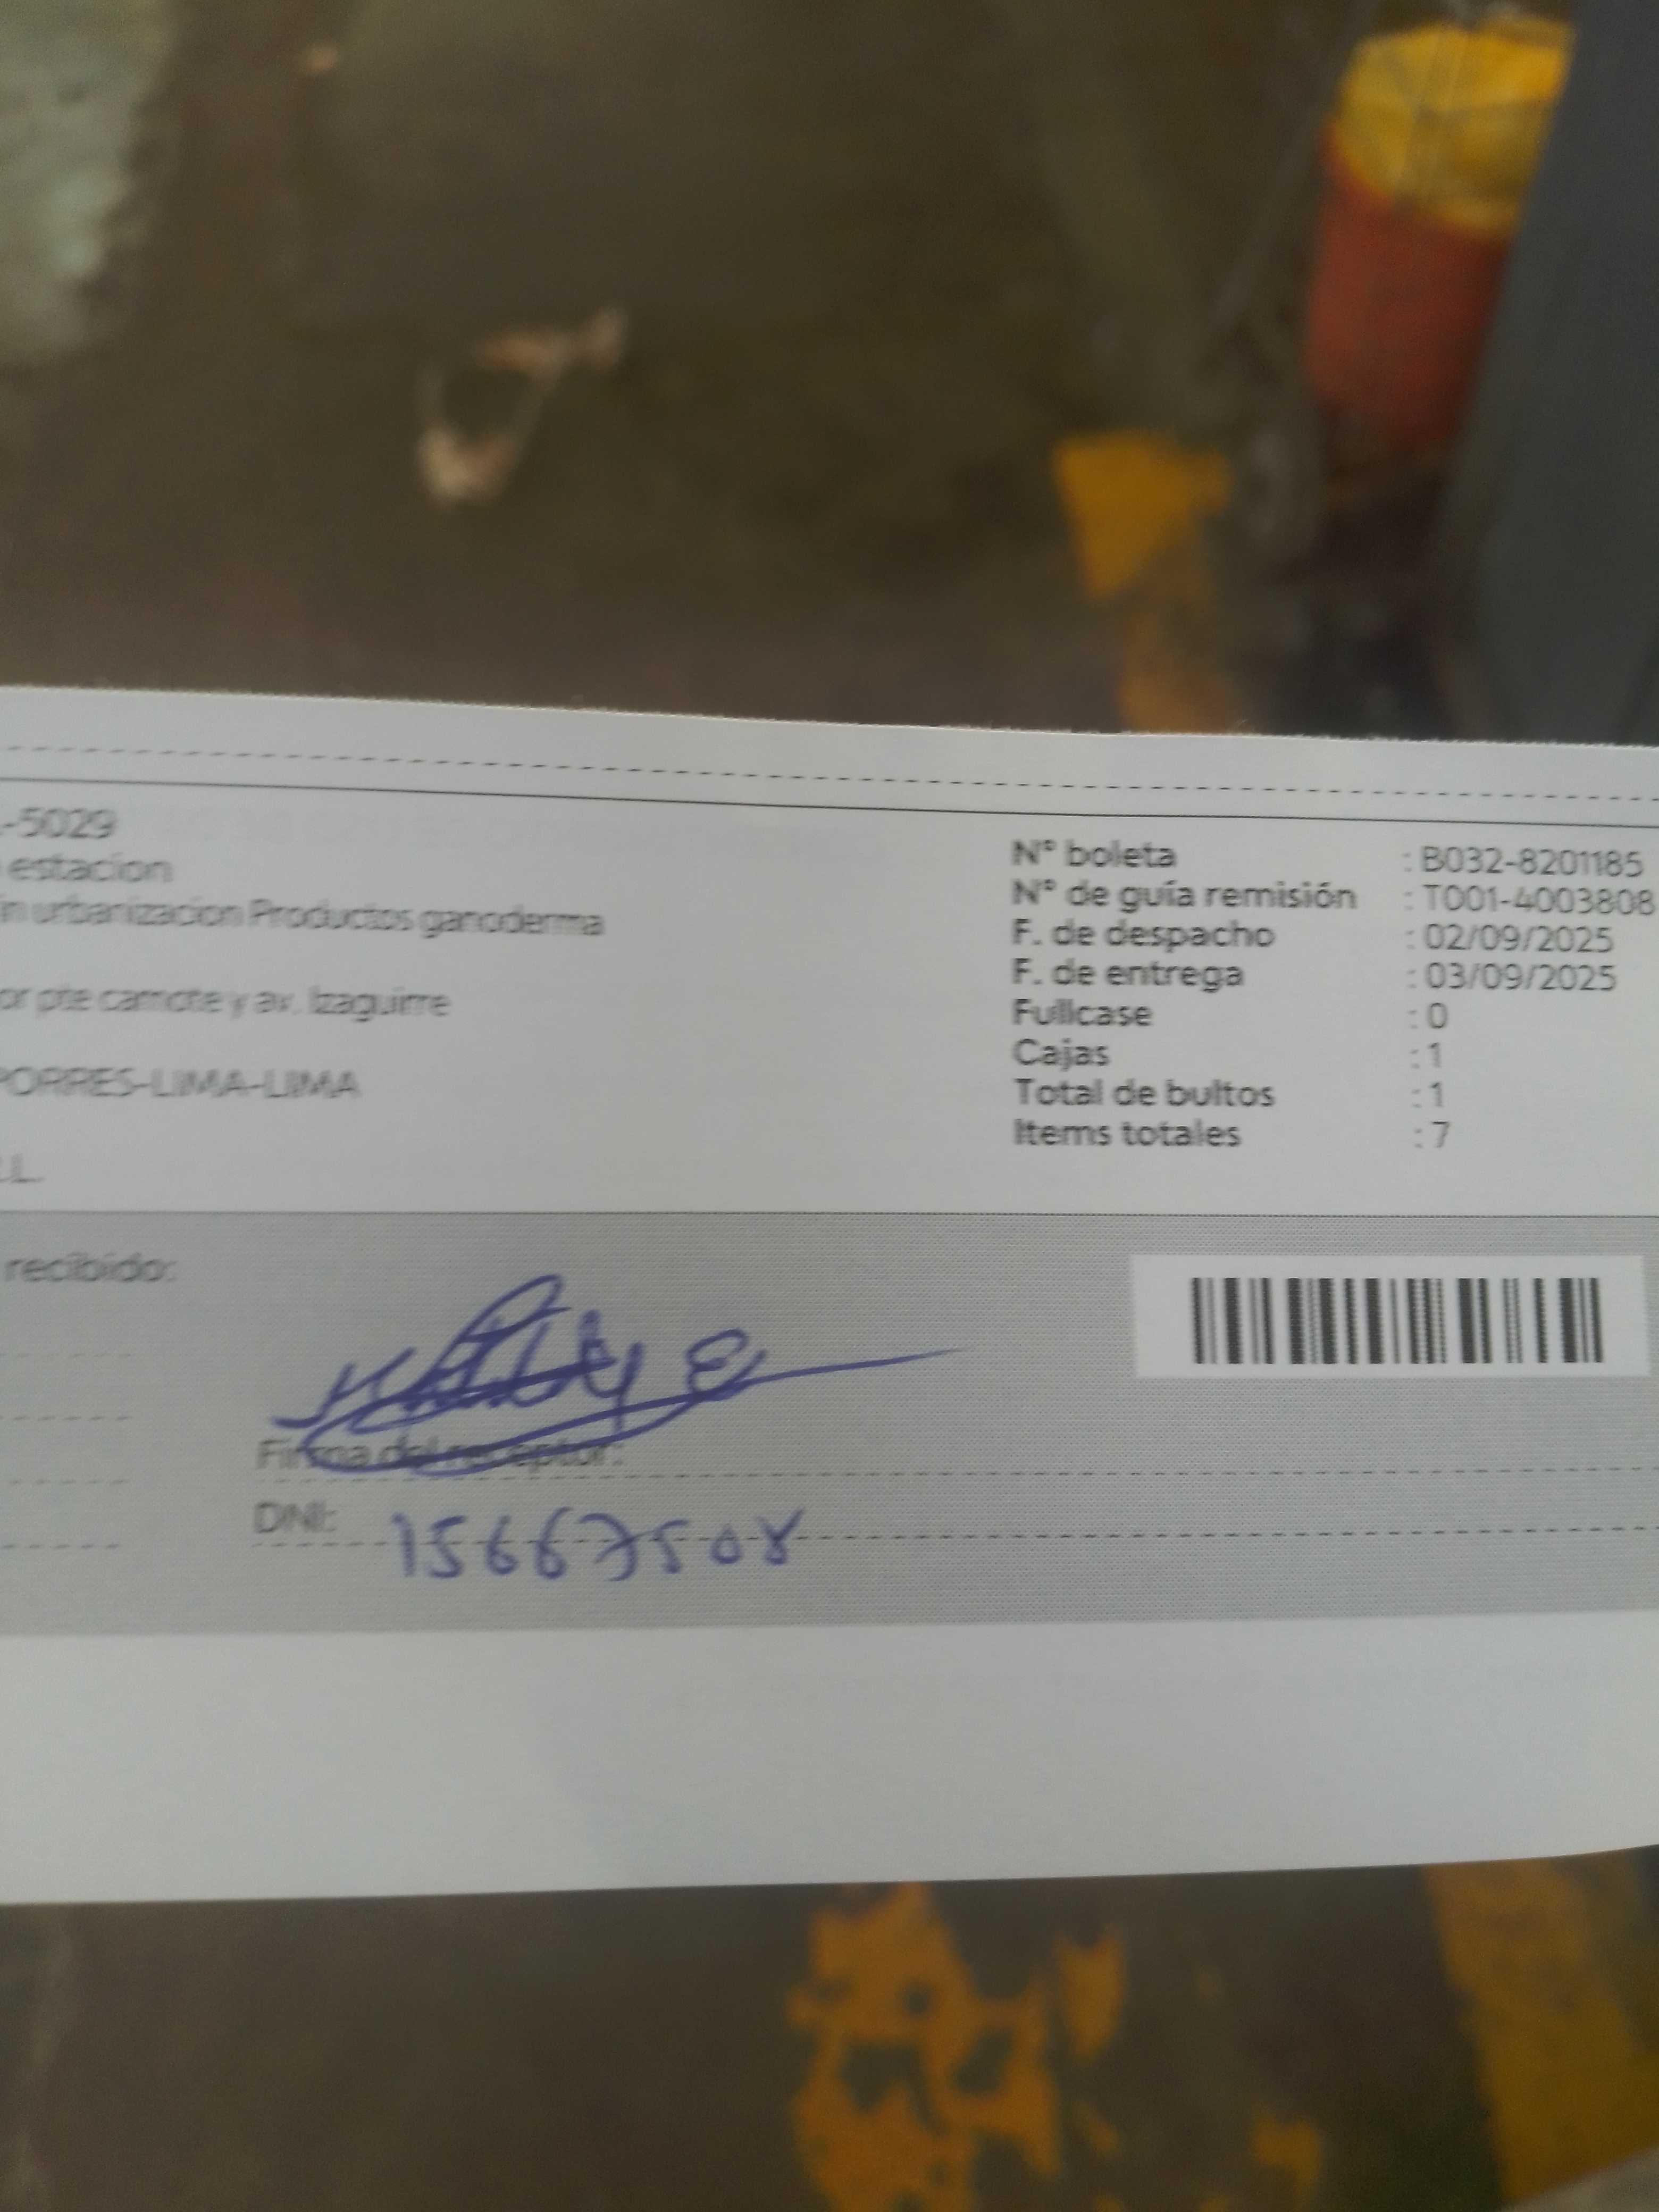 -5029
estacion
in urbanizacion Productos ganoderma
or pte camote y av. Izaguirre
PORRES-LIMA-LIMA
N° boleta : B032-8201185
N° de guía remisión : T001-4003808
F. de despacho : 02/09/2025
F. de entrega : 03/09/2025
Fullcase : 0
Cajas : 1
Total de bultos : 1
Items totales : 7
recibido:
Firma del receptor:
DNI: 15667508